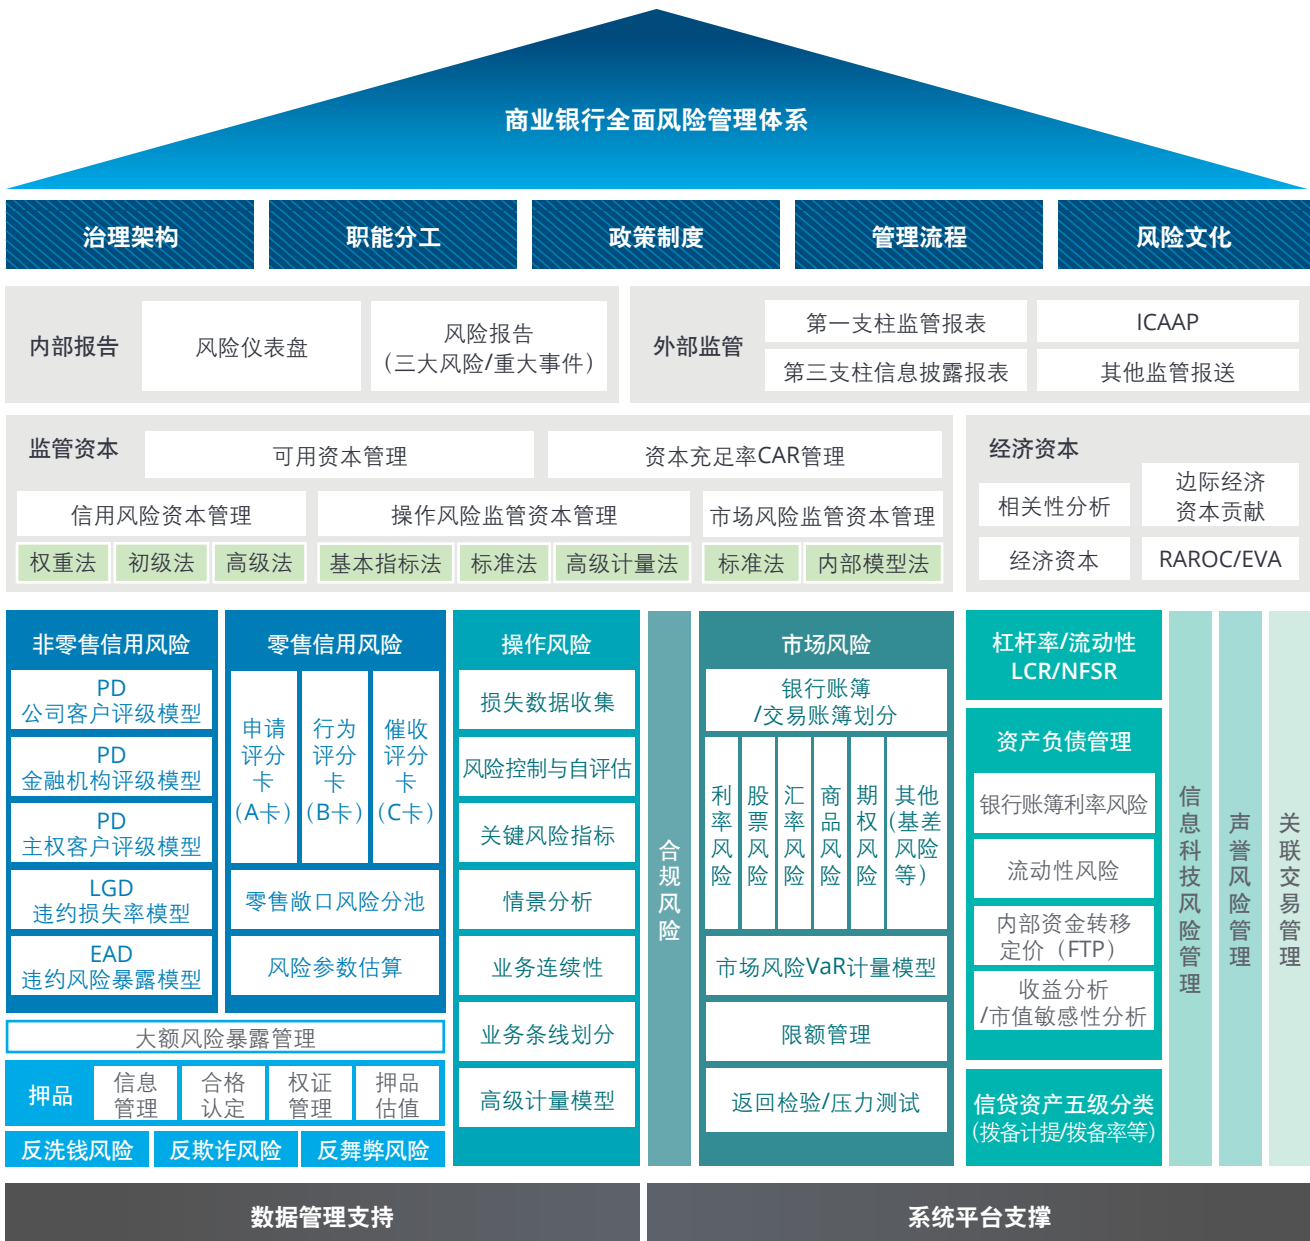 商业银行全面风险管理体系
治理架构
职能分工
政策制度
管理流程
风险文化
内部报告
风险仪表盘
风险报告
（三大风险/重大事件）
外部监管
第一支柱监管报表
ICAAP
第三支柱信息披露报表
其他监管报送
监管资本
可用资本管理
资本充足率CAR管理
信用风险资本管理
操作风险监管资本管理
市场风险监管资本管理
权重法
初级法
高级法
基本指标法
标准法
高级计量法
标准法
内部模型法
经济资本
相关性分析
边际经济
资本贡献
经济资本
RAROC/EVA
非零售信用风险
PD
公司客户评级模型
PD
金融机构评级模型
PD
主权客户评级模型
LGD
违约损失率模型
EAD
违约风险暴露模型
零售信用风险
申请
评分
卡
（A卡）
行为
评分
卡
（B卡）
催收
评分
卡
（C卡）
零售敞口风险分池
风险参数估算
大额风险暴露管理
押品
信息
管理
合格
认定
权证
管理
押品
估值
反洗钱风险
反欺诈风险
反舞弊风险
操作风险
损失数据收集
风险控制与自评估
关键风险指标
情景分析
业务连续性
业务条线划分
高级计量模型
合规风险
市场风险
银行账簿
/交易账簿划分
利率风险
股票风险
汇率风险
商品风险
期权风险
其他
（基差
风险
等）
市场风险VaR计量模型
限额管理
返回检验/压力测试
杠杆率/流动性
LCR/NFSR
资产负债管理
银行账簿利率风险
流动性风险
内部资金转移
定价（FTP）
收益分析
/市值敏感性分析
信贷资产五级分类
（拨备计提/拨备率等）
信息科技风险管理
声誉风险管理
关联交易管理
数据管理支持
系统平台支撑